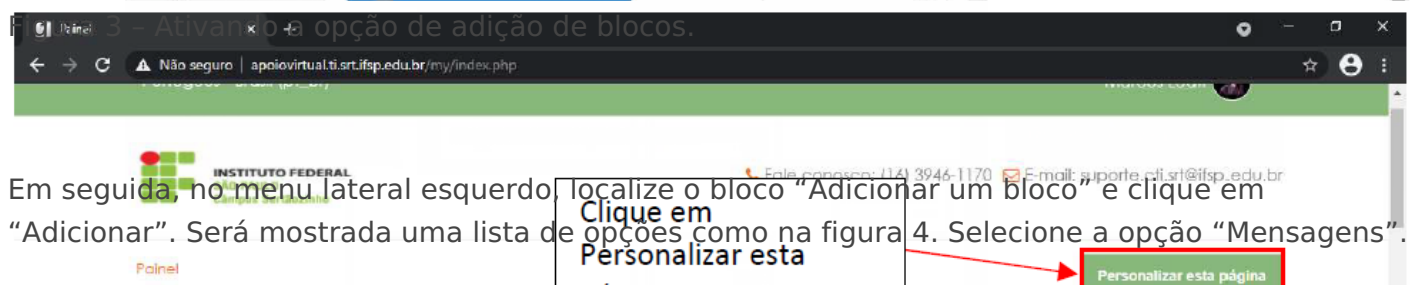 Figura 3 – Ativando a opção de adição de blocos.
Painel
Não seguro | apoiovirtual.ti.srt.ifsp.edu.br/my/index.php
Português - Brasil (pt_br)
INSTITUTO FEDERAL
Fale conosco: (16) 3946-1170 E-mail: suporte.cti.srt@ifsp.edu.br
Em seguida, no menu lateral esquerdo, localize o bloco “Adicionar um bloco” e clique em
“Adicionar”. Será mostrada uma lista de opções como na figura 4. Selecione a opção “Mensagens”.
Clique em
Personalizar esta
Painel
Personalizar esta página